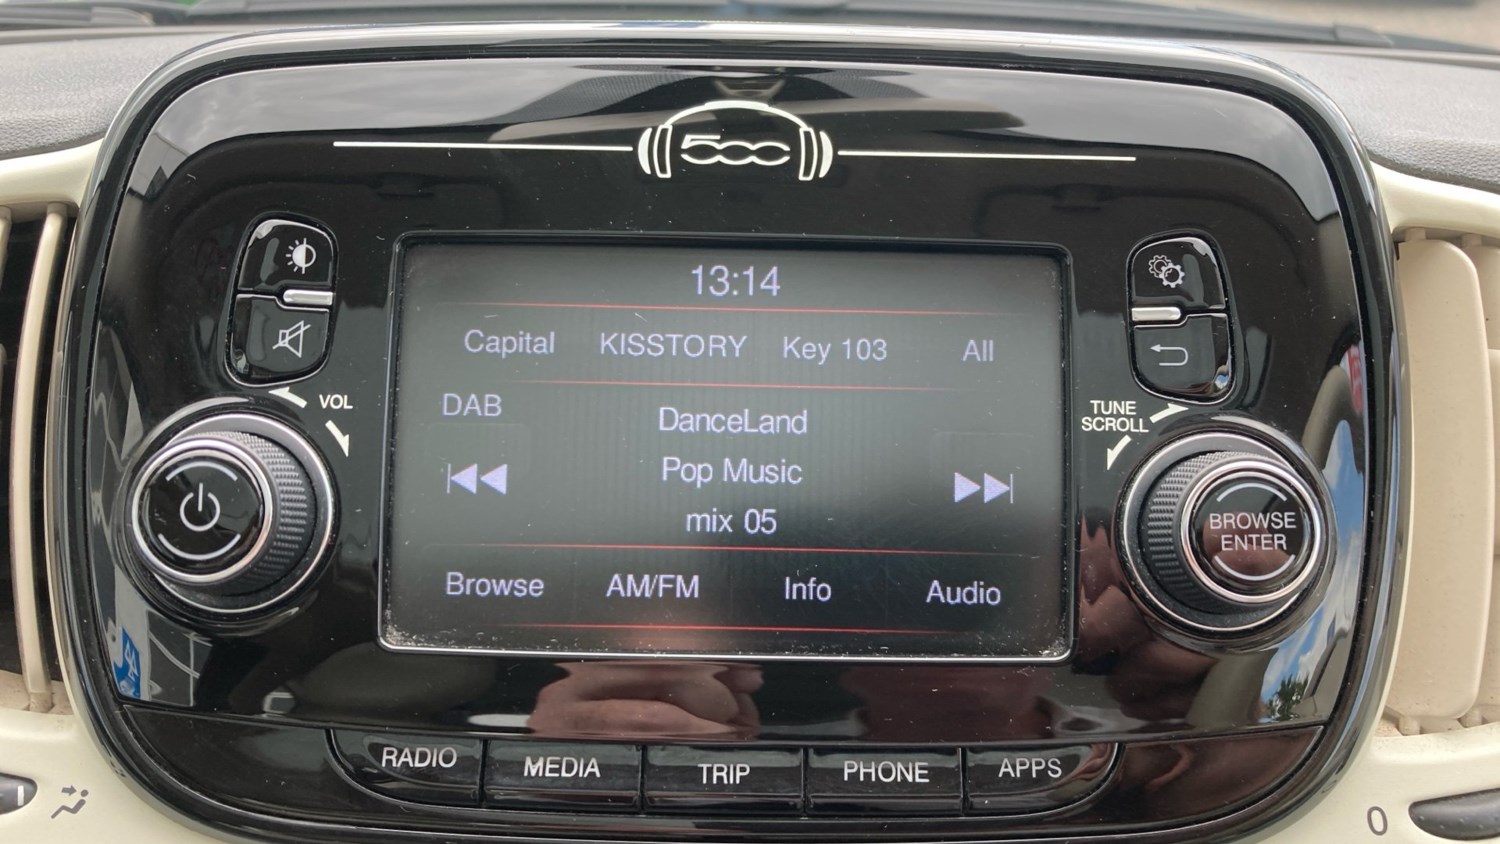 500
13:14
Capital KISSTORY Key 103 All
DAB
DanceLand
Pop Music
mix 05
Browse AM/FM Info Audio
VOL
TUNE
SCROLL
BROWSE
ENTER
RADIO MEDIA TRIP PHONE APPS
0